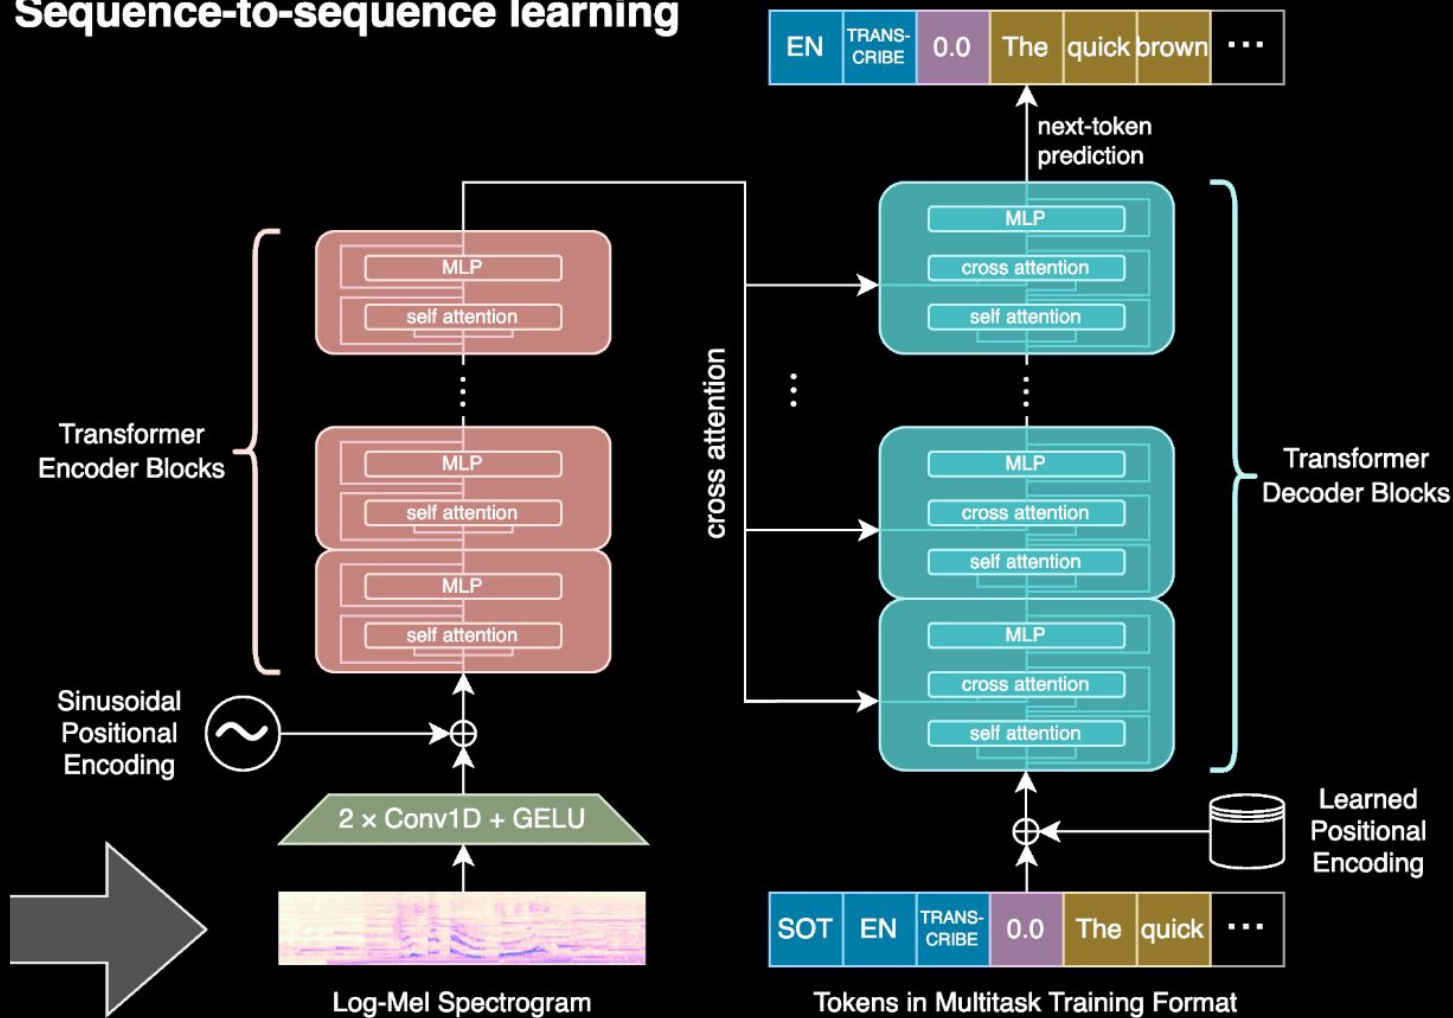 Sequence-to-sequence learning
EN
TRANS-
CRIBE
0.0
The
quick
brown
...
next-token
prediction
MLP
self attention
MLP
self attention
MLP
self attention
Transformer
Encoder Blocks
cross attention
MLP
cross attention
self attention
MLP
cross attention
self attention
MLP
cross attention
self attention
Transformer
Decoder Blocks
Sinusoidal
Positional
Encoding
2 × Conv1D + GELU
Log-Mel Spectrogram
Learned
Positional
Encoding
SOT
EN
TRANS-
CRIBE
0.0
The
quick
...
Tokens in Multitask Training Format